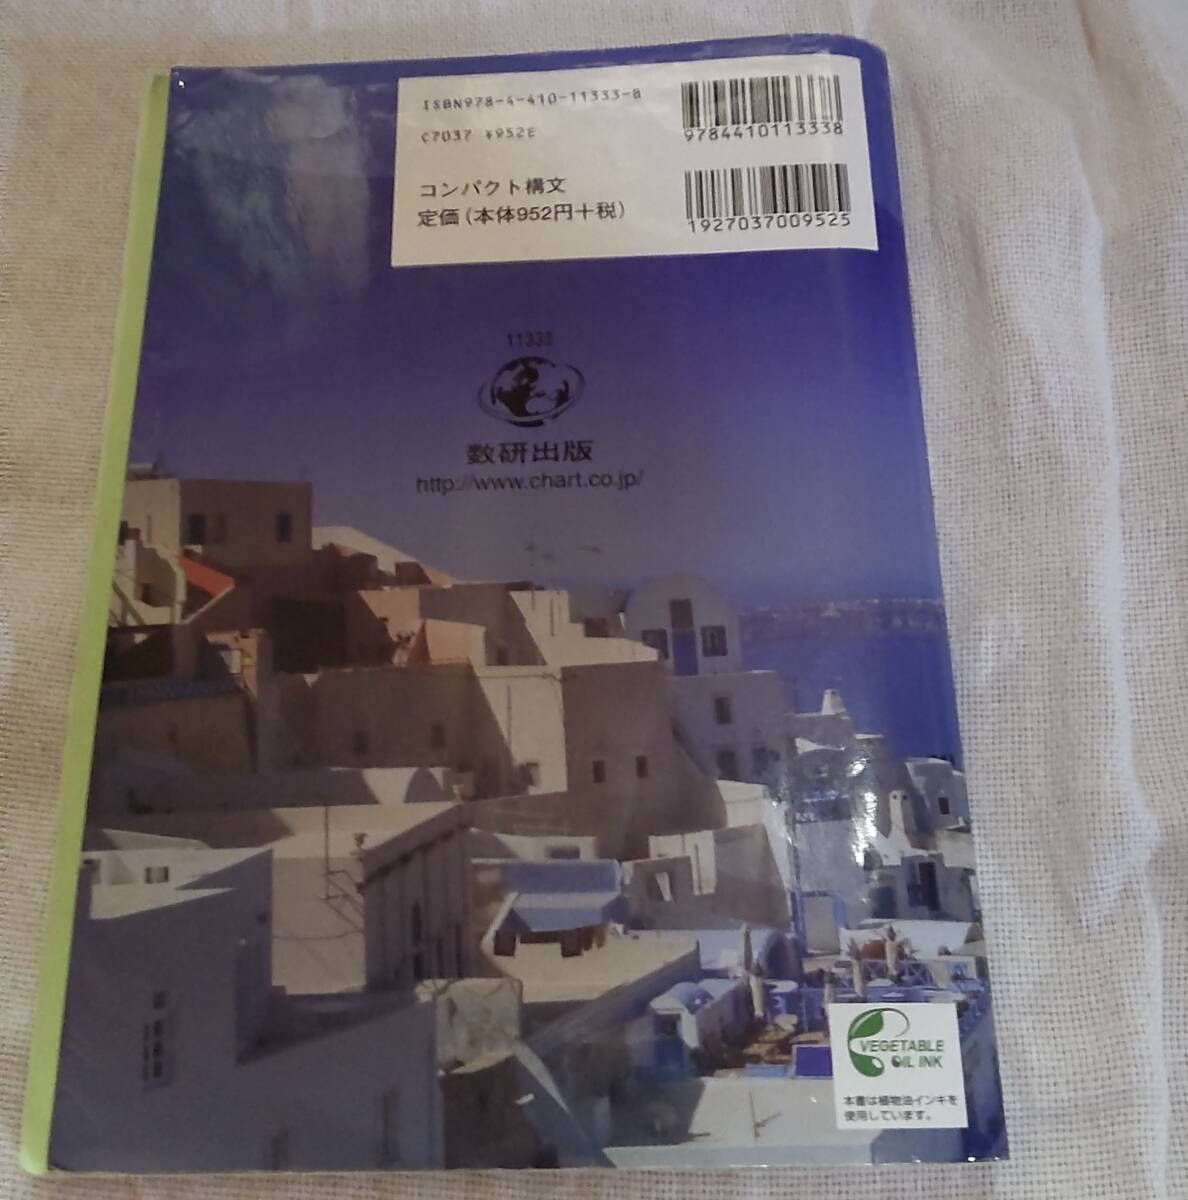 ISBN978-4-410-11333-8
C7037 ¥952E
9784410113338
コンパクト構文
定価(本体952円+税)
1927037009525
11333
数研出版
http://www.chart.co.jp/
VEGETABLE
OIL INK
本書は植物油インキを
使用しています。